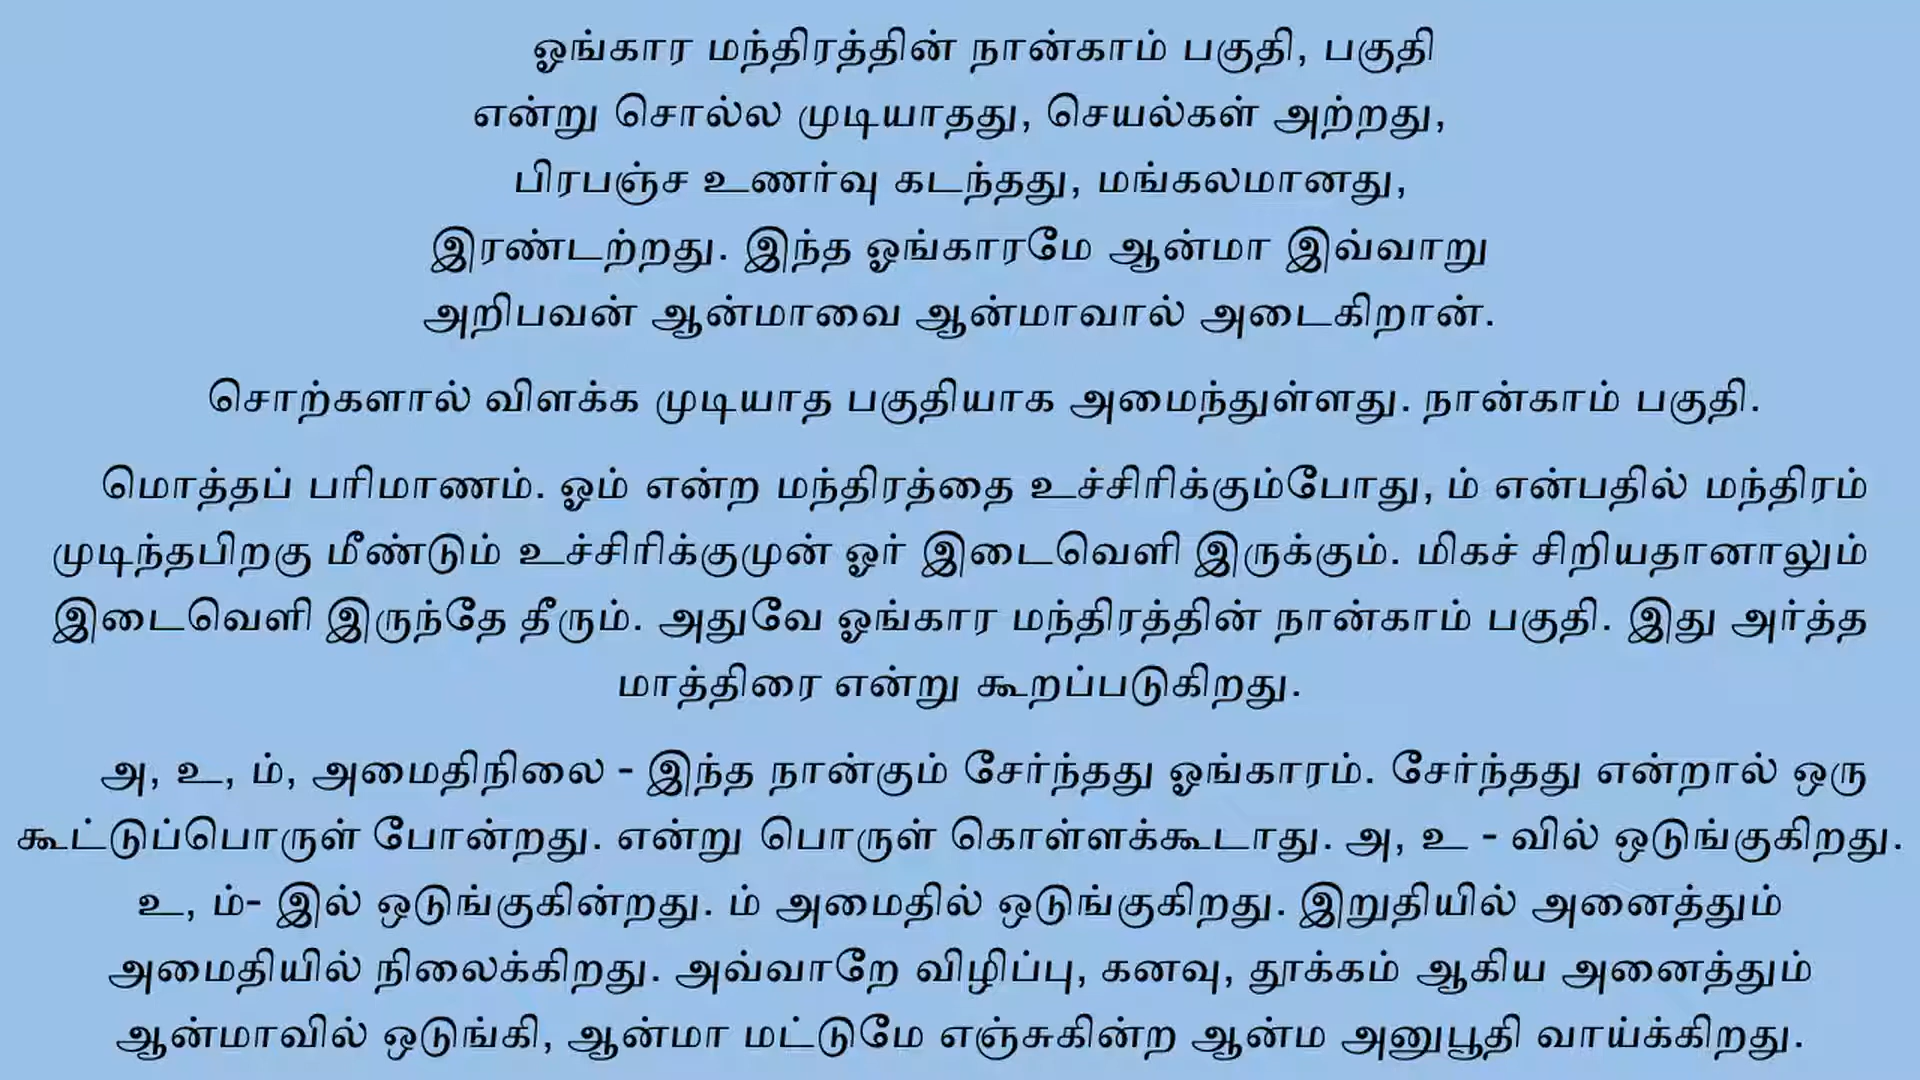 ஓங்கார மந்திரத்தின் நான்காம் பகுதி, பகுதி
என்று சொல்ல முடியாதது, செயல்கள் அற்றது,
பிரபஞ்ச உணர்வு கடந்தது, மங்கலமானது,
இரண்டற்றது. இந்த ஓங்காரமே ஆன்மா இவ்வாறு
அறிபவன் ஆன்மாவை ஆன்மாவால் அடைகிறான்.
சொற்களால் விளக்க முடியாத பகுதியாக அமைந்துள்ளது. நான்காம் பகுதி.
மொத்தப் பரிமாணம். ஓம் என்ற மந்திரத்தை உச்சிரிக்கும்போது, ம் என்பதில் மந்திரம்
முடிந்தபிறகு மீண்டும் உச்சிரிக்குமுன் ஓர் இடைவெளி இருக்கும். மிகச் சிறியதானாலும்
இடைவெளி இருந்தே தீரும். அதுவே ஓங்கார மந்திரத்தின் நான்காம் பகுதி. இது அர்த்த
மாத்திரை என்று கூறப்படுகிறது.
அ, உ, ம், அமைதிநிலை - இந்த நான்கும் சேர்ந்தது ஓங்காரம். சேர்ந்தது என்றால் ஒரு
கூட்டுப்பொருள் போன்றது. என்று பொருள் கொள்ளக்கூடாது. அ, உ - வில் ஒடுங்குகிறது.
உ, ம்- இல் ஒடுங்குகின்றது. ம் அமைதில் ஒடுங்குகிறது. இறுதியில் அனைத்தும்
அமைதியில் நிலைக்கிறது. அவ்வாறே விழிப்பு, கனவு, தூக்கம் ஆகிய அனைத்தும்
ஆன்மாவில் ஒடுங்கி, ஆன்மா மட்டுமே எஞ்சுகின்ற ஆன்ம அனுபூதி வாய்க்கிறது.